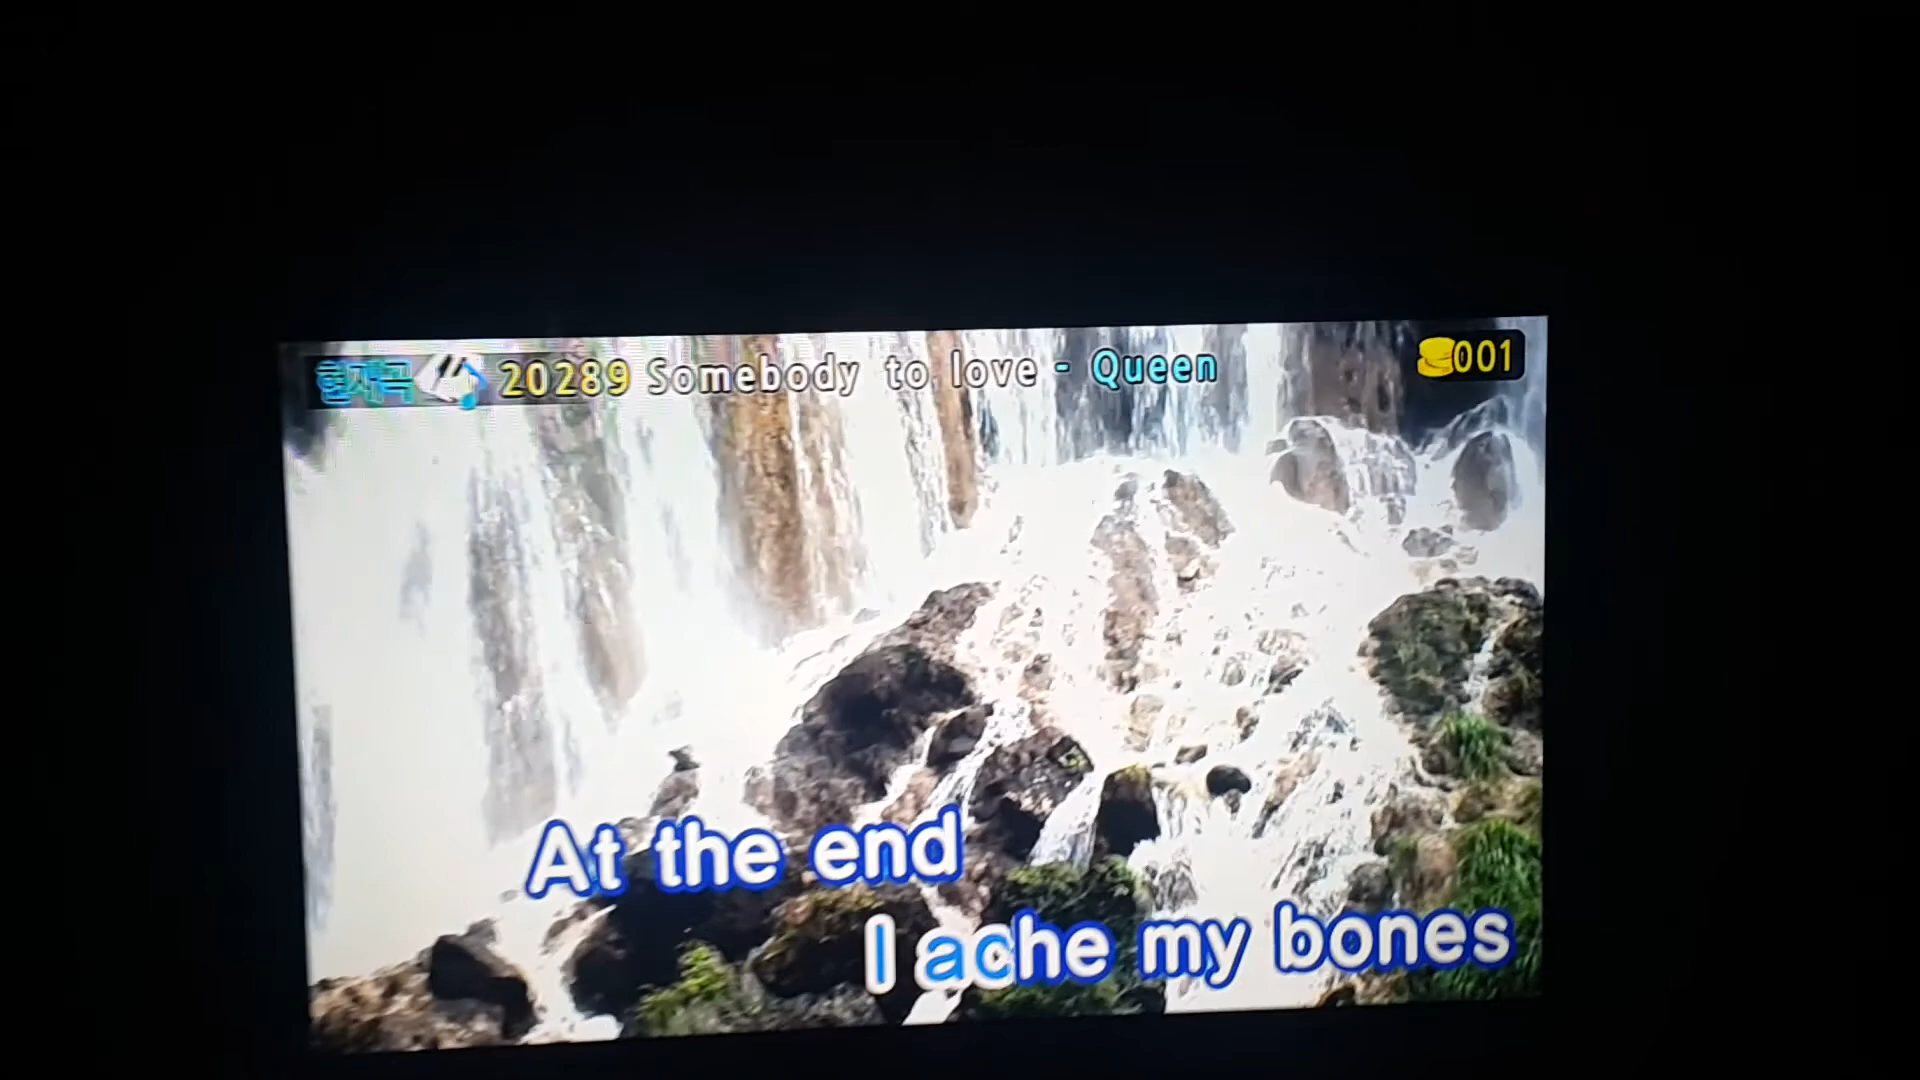 현재곡 20289 Somebody to love - Queen 001
At the end
I ache my bones